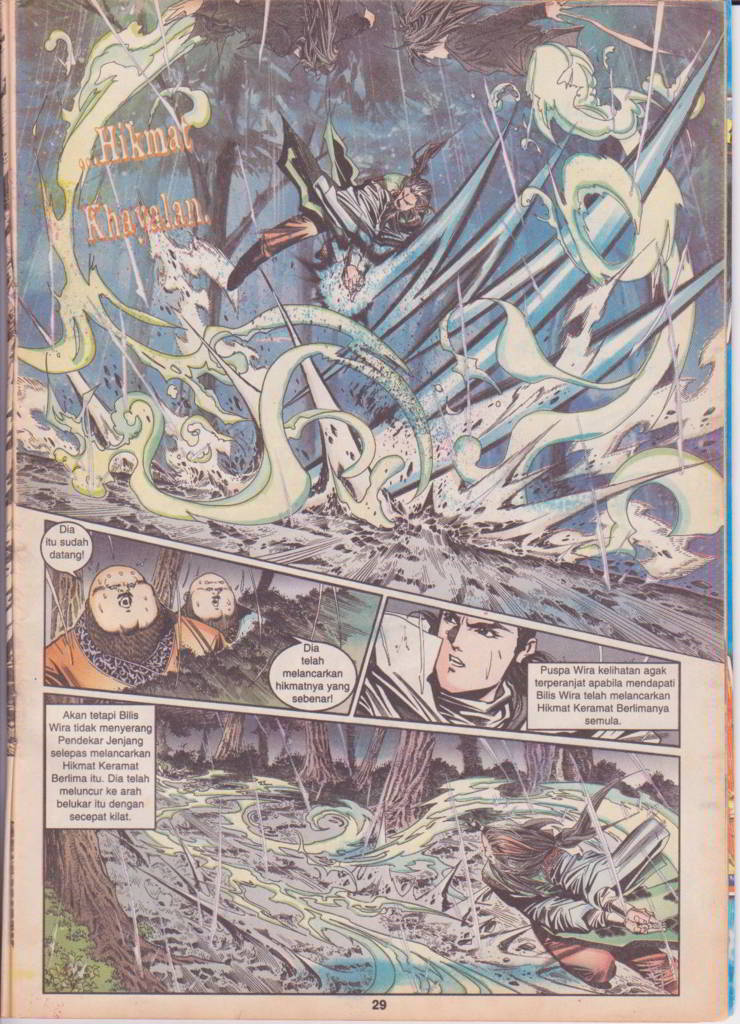 ...Hikmat
Khayalan.
Dia
itu sudah
datang!
Dia
telah
melancarkan
hikmatnya yang
sebenar!
Puspa Wira kelihatan agak
terperanjat apabila mendapati
Bilis Wira telah melancarkan
Hikmat Keramat Berlimanya
semula.
Akan tetapi Bilis
Wira tidak menyerang
Pendekar Jenjang
selepas melancarkan
Hikmat Keramat
Berlima itu. Dia telah
meluncur ke arah
belukar itu dengan
secepat kilat.
29